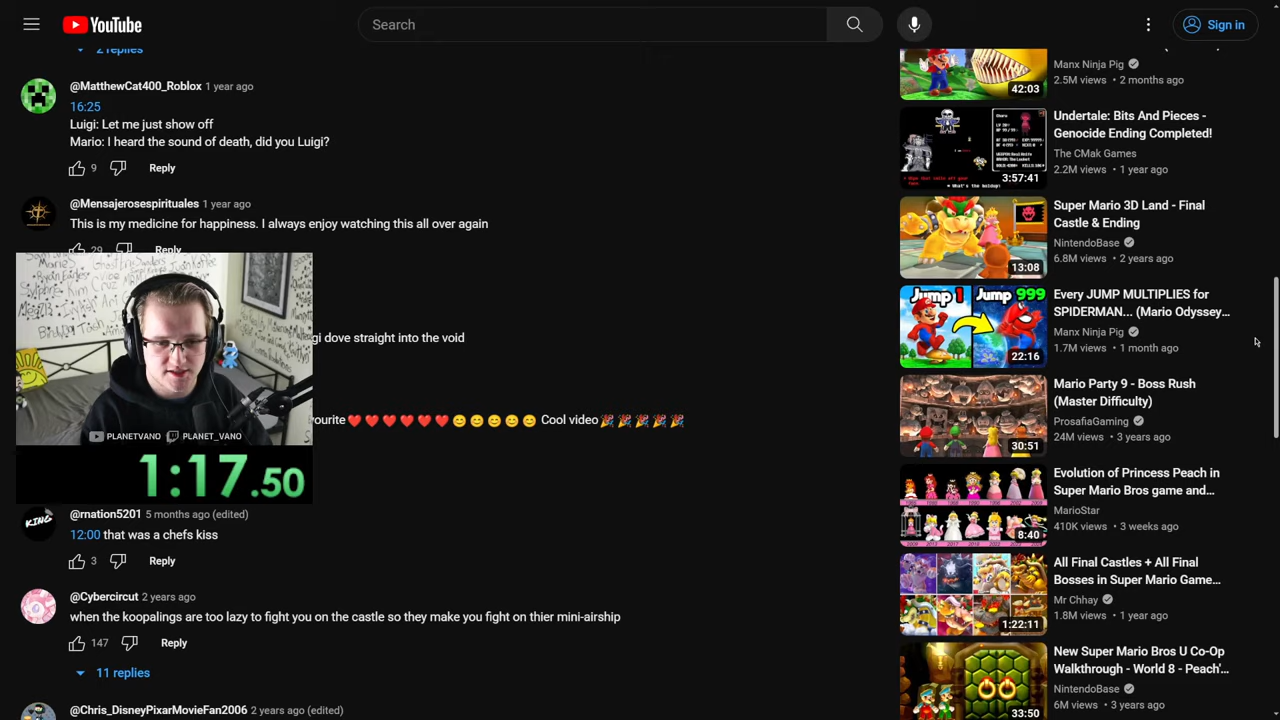 YouTube
Search
Sign in
2 replies
@MatthewCat400_Roblox 1 year ago
16:25
Luigi: Let me just show off
Mario: I heard the sound of death, did you Luigi?
9
Reply
@Mensajerosespirituales 1 year ago
This is my medicine for happiness. I always enjoy watching this all over again
29
Reply
gi dove straight into the void
ourite❤️❤️❤️❤️❤️❤️😊😊😊😊😊 Cool video🎉🎉🎉🎉🎉
PLANETVANO
PLANET_VANO
1:17.50
KING
@rnation5201 5 months ago (edited)
12:00 that was a chefs kiss
3
Reply
@Cybercircut 2 years ago
when the koopalings are too lazy to fight you in the castle so they make you fight on thier mini-airship
147
Reply
11 replies
@Chris_DisneyPixarMovieFan2006 2 years ago (edited)
Manx Ninja Pig
2.5M views • 2 months ago
42:03
Undertale: Bits And Pieces -
Genocide Ending Completed!
The CMak Games
2.2M views • 1 year ago
3:57:41
Super Mario 3D Land - Final
Castle & Ending
NintendoBase
6.8M views • 2 years ago
13:08
Jump 1
Jump 999
Every JUMP MULTIPLIES for
SPIDERMAN... (Mario Odyssey...
Manx Ninja Pig
1.7M views • 1 month ago
22:16
Mario Party 9 - Boss Rush
(Master Difficulty)
ProsafiaGaming
24M views • 3 years ago
30:51
Evolution of Princess Peach in
Super Mario Bros game and...
MarioStar
410K views • 3 weeks ago
8:40
All Final Castles + All Final
Bosses in Super Mario Game...
Mr Chhay
1.8M views • 1 year ago
1:22:11
New Super Mario Bros U Co-Op
Walkthrough - World 8 - Peach'...
NintendoBase
6M views • 3 years ago
33:50